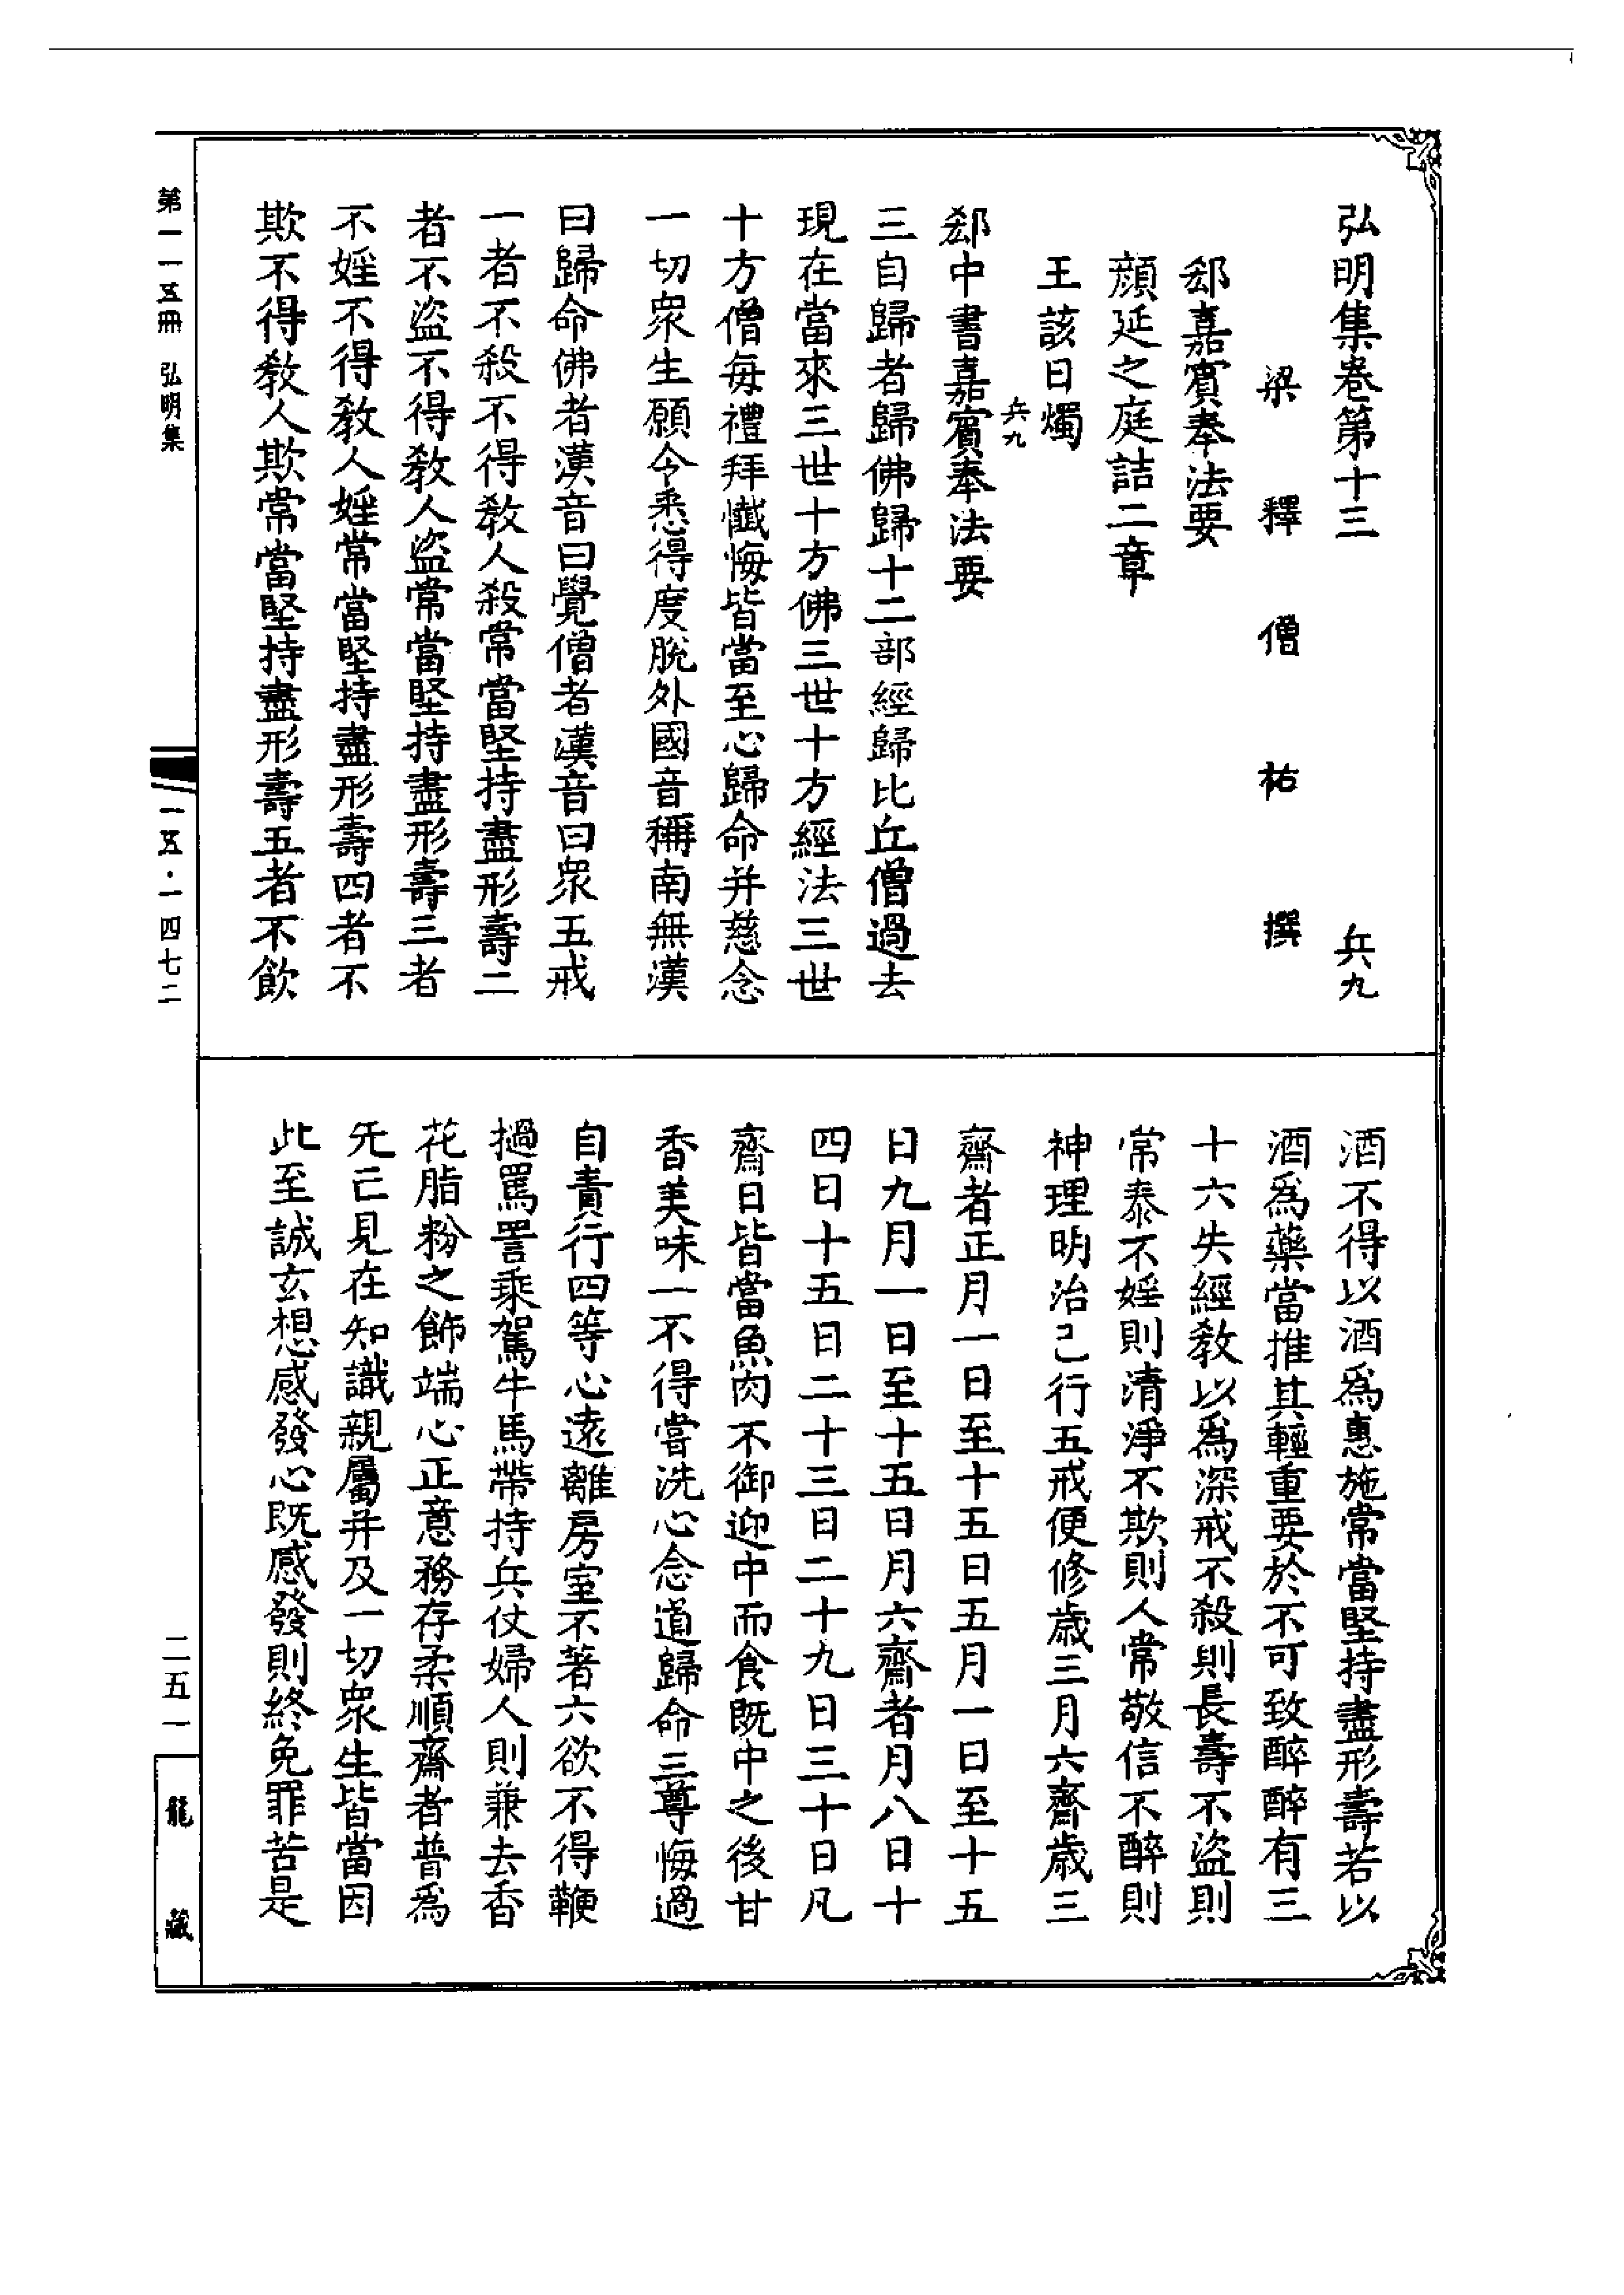 弘明集卷第十三　兵九
梁釋僧祐撰
郄嘉賓奉法要
顏延之庭誥二章
王該日燭
兵九
郄中書嘉賓奉法要
三自歸者歸佛歸十二部經歸比丘僧過去
現在當來三世十方佛三世十方經法三世
十方僧每禮拜懺悔皆當至心歸命并慈念
一切衆生願令悉得度脫外國音稱南無漢
曰歸命佛者漢音曰覺僧者漢音曰衆五戒
一者不殺不得教人殺常當堅持盡形壽二
者不盜不得教人盜常當堅持盡形壽三者
不婬不得教人婬常當堅持盡形壽四者不
欺不得教人欺常當堅持盡形壽五者不飲
酒不得以酒爲惠施常當堅持盡形壽若以
酒爲藥當推其輕重要於不可致醉醉有三
十六失經教以爲深戒不殺則長壽不盜則
常泰不婬則清淨不欺則人常敬信不醉則
神理明治己行五戒便修歲三月六齋歲三
齋者正月一日至十五日五月一日至十五
日九月一日至十五日月六齋者月八日十
四日十五日二十三日二十九日三十日凡
齋日皆當魚肉不御迎中而食既中之後甘
香美味一不得嘗洗心念道歸命三尊悔過
自責行四等心遠離房室不著六欲不得鞭
撾罵詈乘駕牛馬帶持兵仗婦人則兼去香
花脂粉之飾端心正意務存柔順齋者普爲
先亡見在知識親屬并及一切衆生皆當因
此至誠玄想感發心既感發則終免罪苦是
第一一五冊　弘明集
一五·一四七二
二五一
龍藏